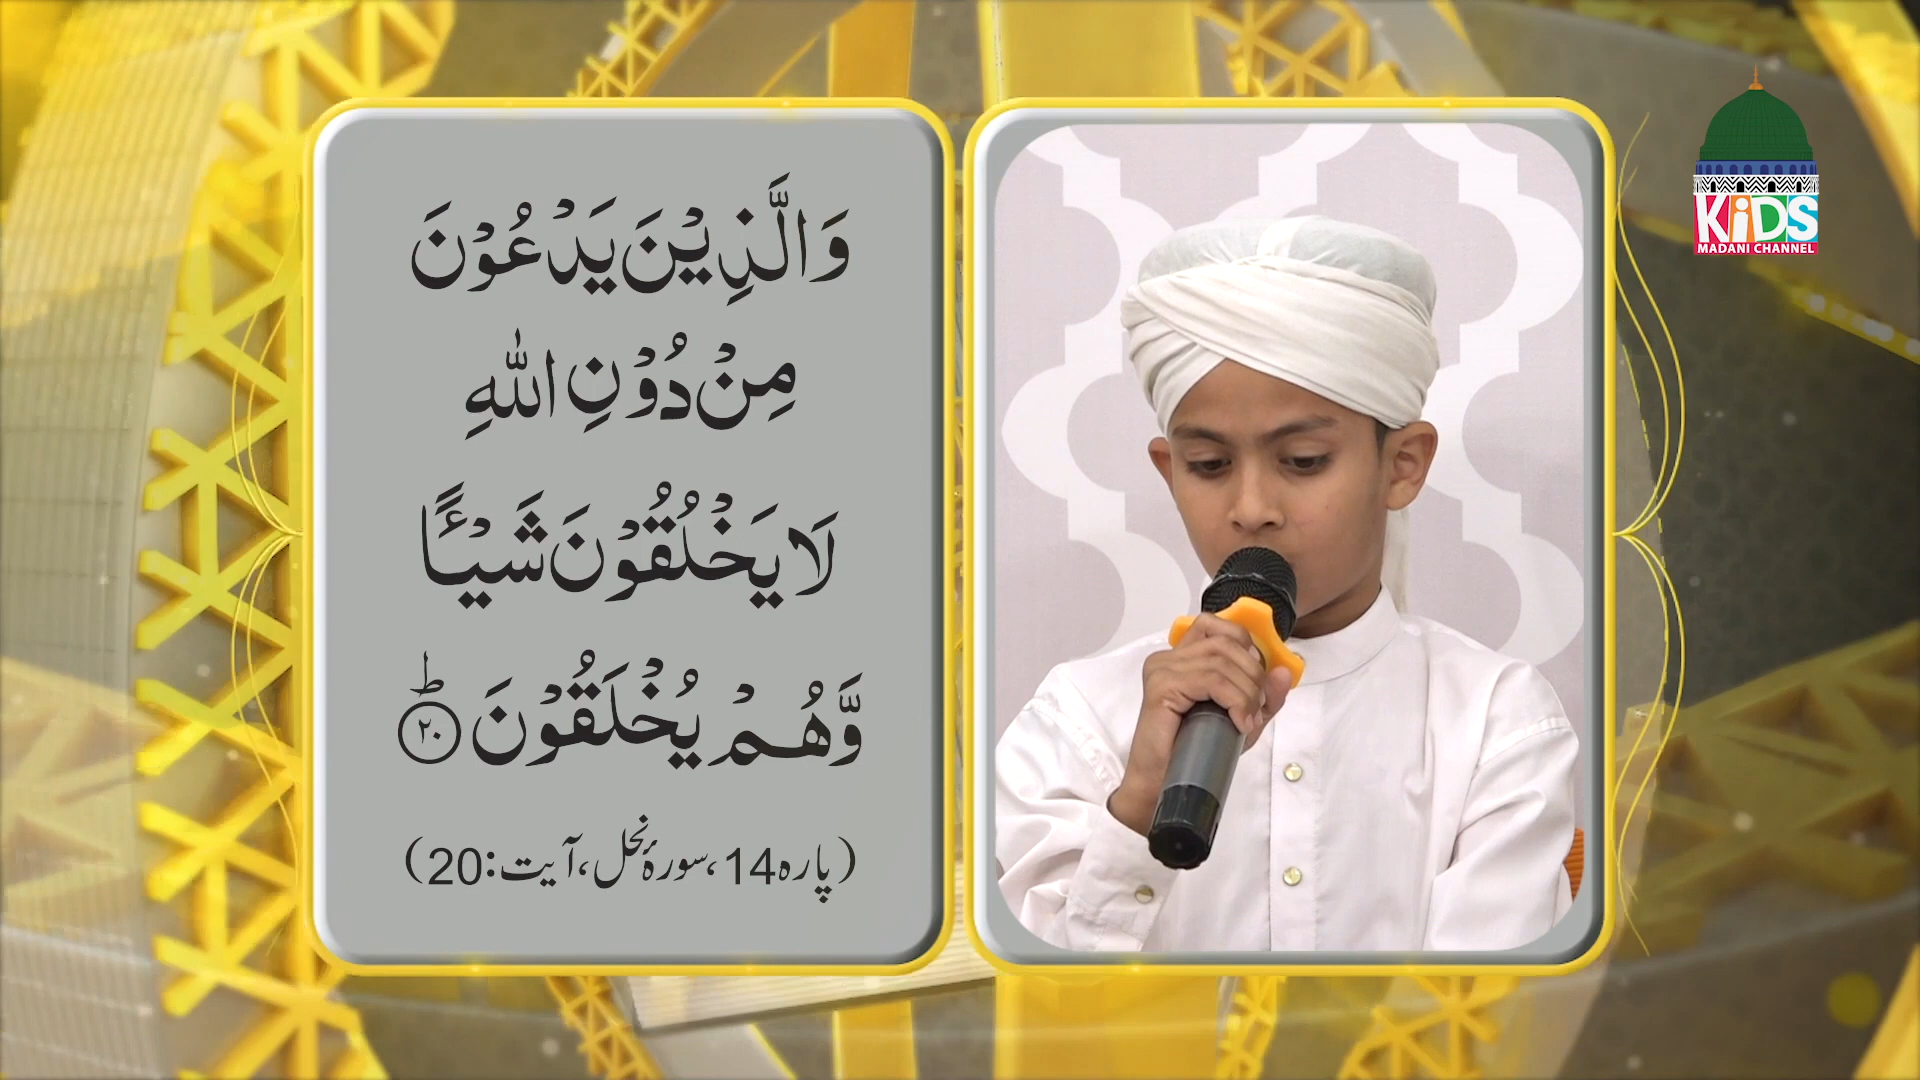 وَالَّذِيْنَ يَدْعُوْنَ
مِنْ دُوْنِ اللّٰهِ
لَا يَخْلُقُوْنَ شَيْـًٔا
وَّهُمْ يُخْلَقُوْنَ ؕ۲۰
(پارہ 14، سورۂ نحل، آیت: 20)
KiDS
MADANI CHANNEL